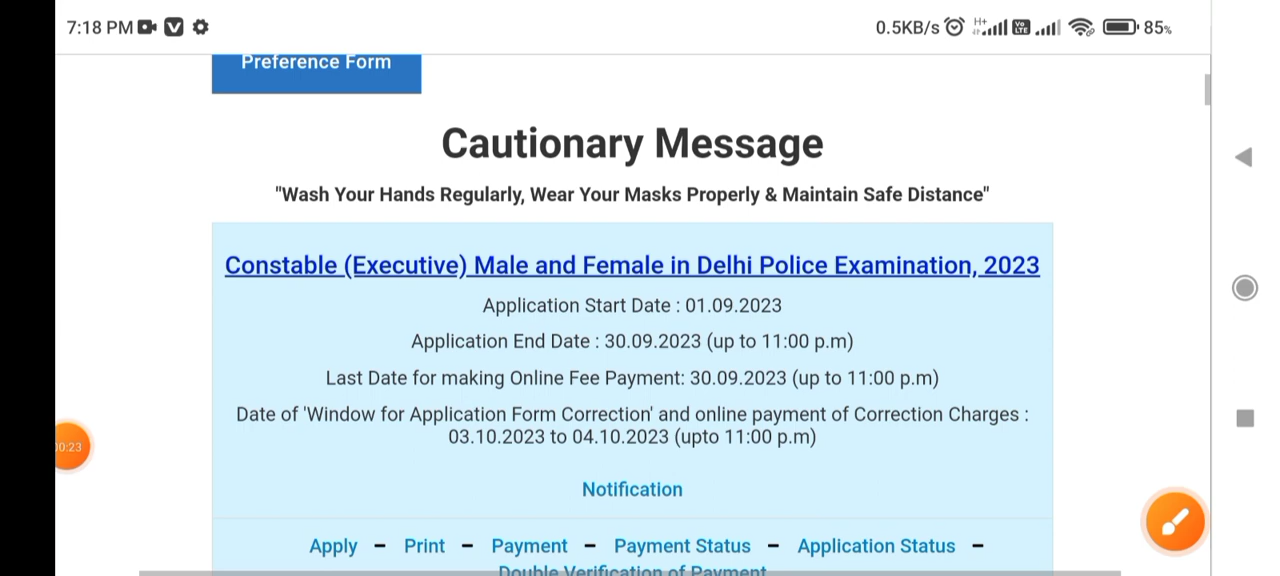 7:18 PM
0.5KB/s H+ Vo LTE 85%
Preference Form
Cautionary Message
"Wash Your Hands Regularly, Wear Your Masks Properly & Maintain Safe Distance"
Constable (Executive) Male and Female in Delhi Police Examination, 2023
Application Start Date : 01.09.2023
Application End Date : 30.09.2023 (up to 11:00 p.m)
Last Date for making Online Fee Payment: 30.09.2023 (up to 11:00 p.m)
Date of 'Window for Application Form Correction' and online payment of Correction Charges :
03.10.2023 to 04.10.2023 (upto 11:00 p.m)
00:23
Notification
Apply – Print – Payment – Payment Status – Application Status –
Double Verification of Payment